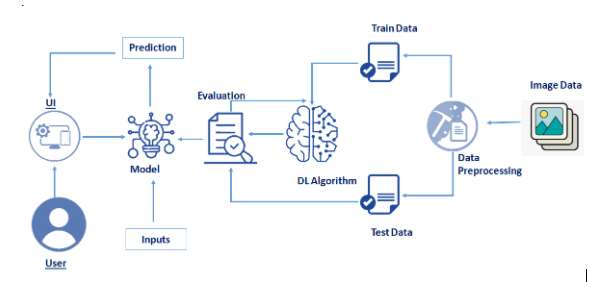 Train Data
Prediction
Image Data
Evaluation
UI
Model
Data
Preprocessing
DL Algorithm
Inputs
Test Data
User